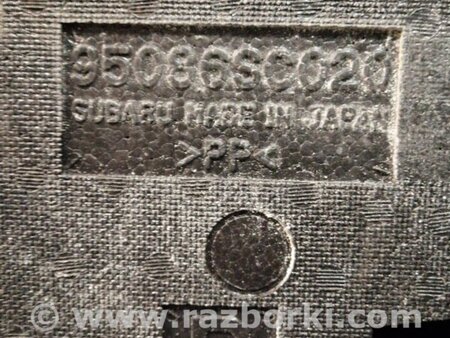 95086SC020
SUBARU MADE IN JAPAN
>PP<
© www.razborki.com